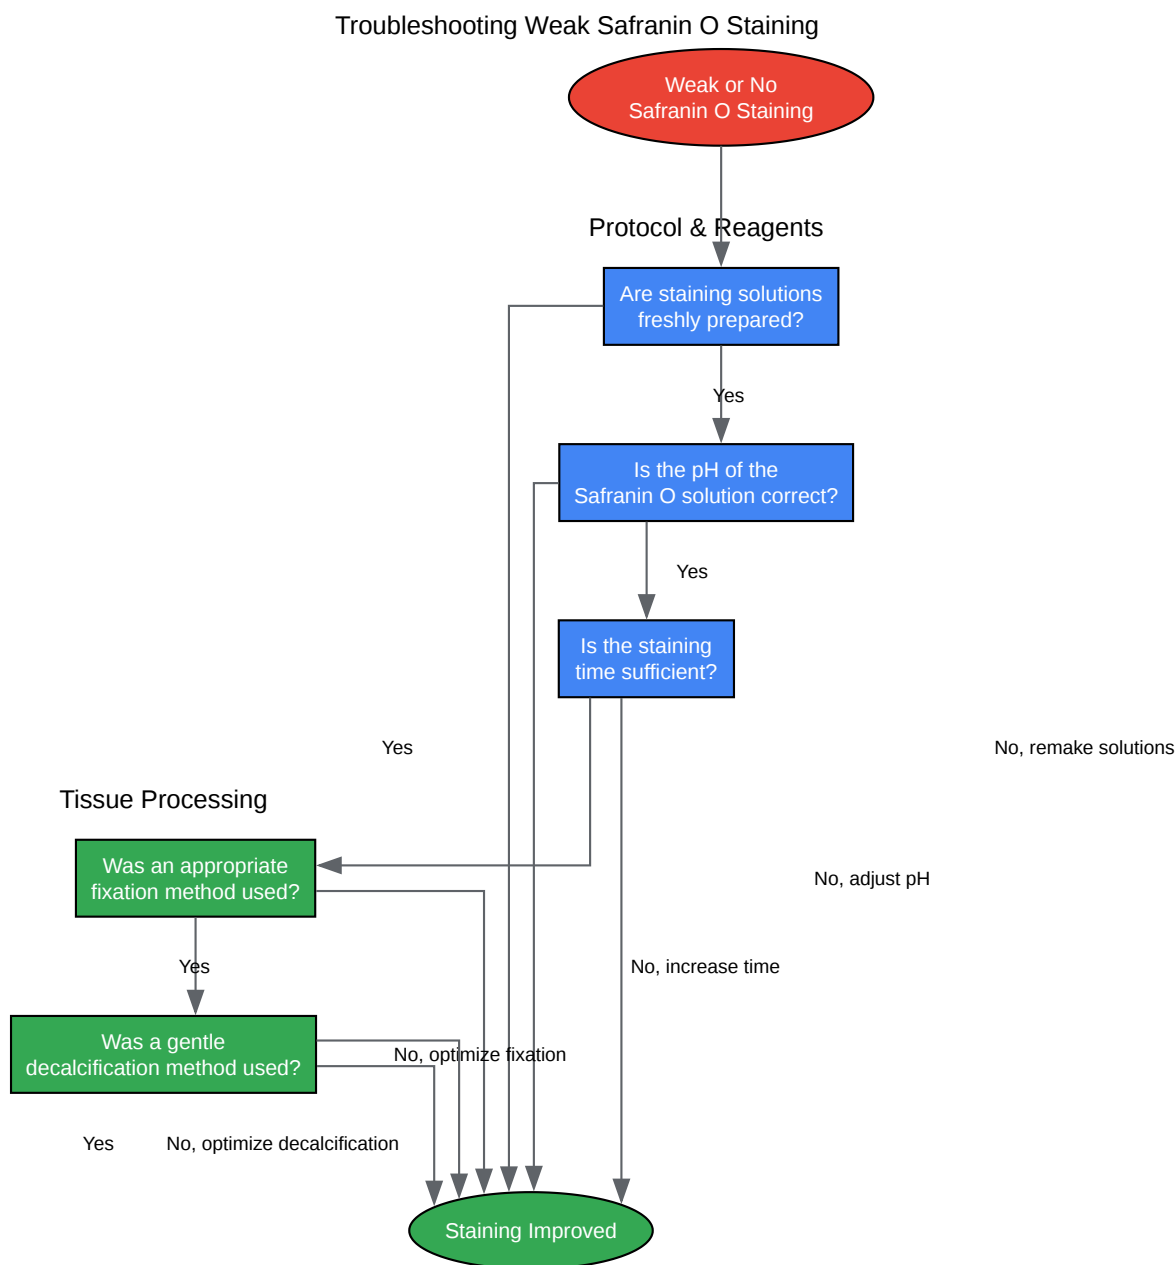 Troubleshooting Weak Safranin O Staining
Weak or No
Safranin O Staining
Protocol & Reagents
Are staining solutions
freshly prepared?
Yes
Is the pH of the
Safranin O solution correct?
Yes
Is the staining
time sufficient?
Yes
No, remake solutions
Tissue Processing
Was an appropriate
fixation method used?
No, adjust pH
Yes
No, increase time
Was a gentle
decalcification method used?
No, optimize fixation
Yes
No, optimize decalcification
Staining Improved